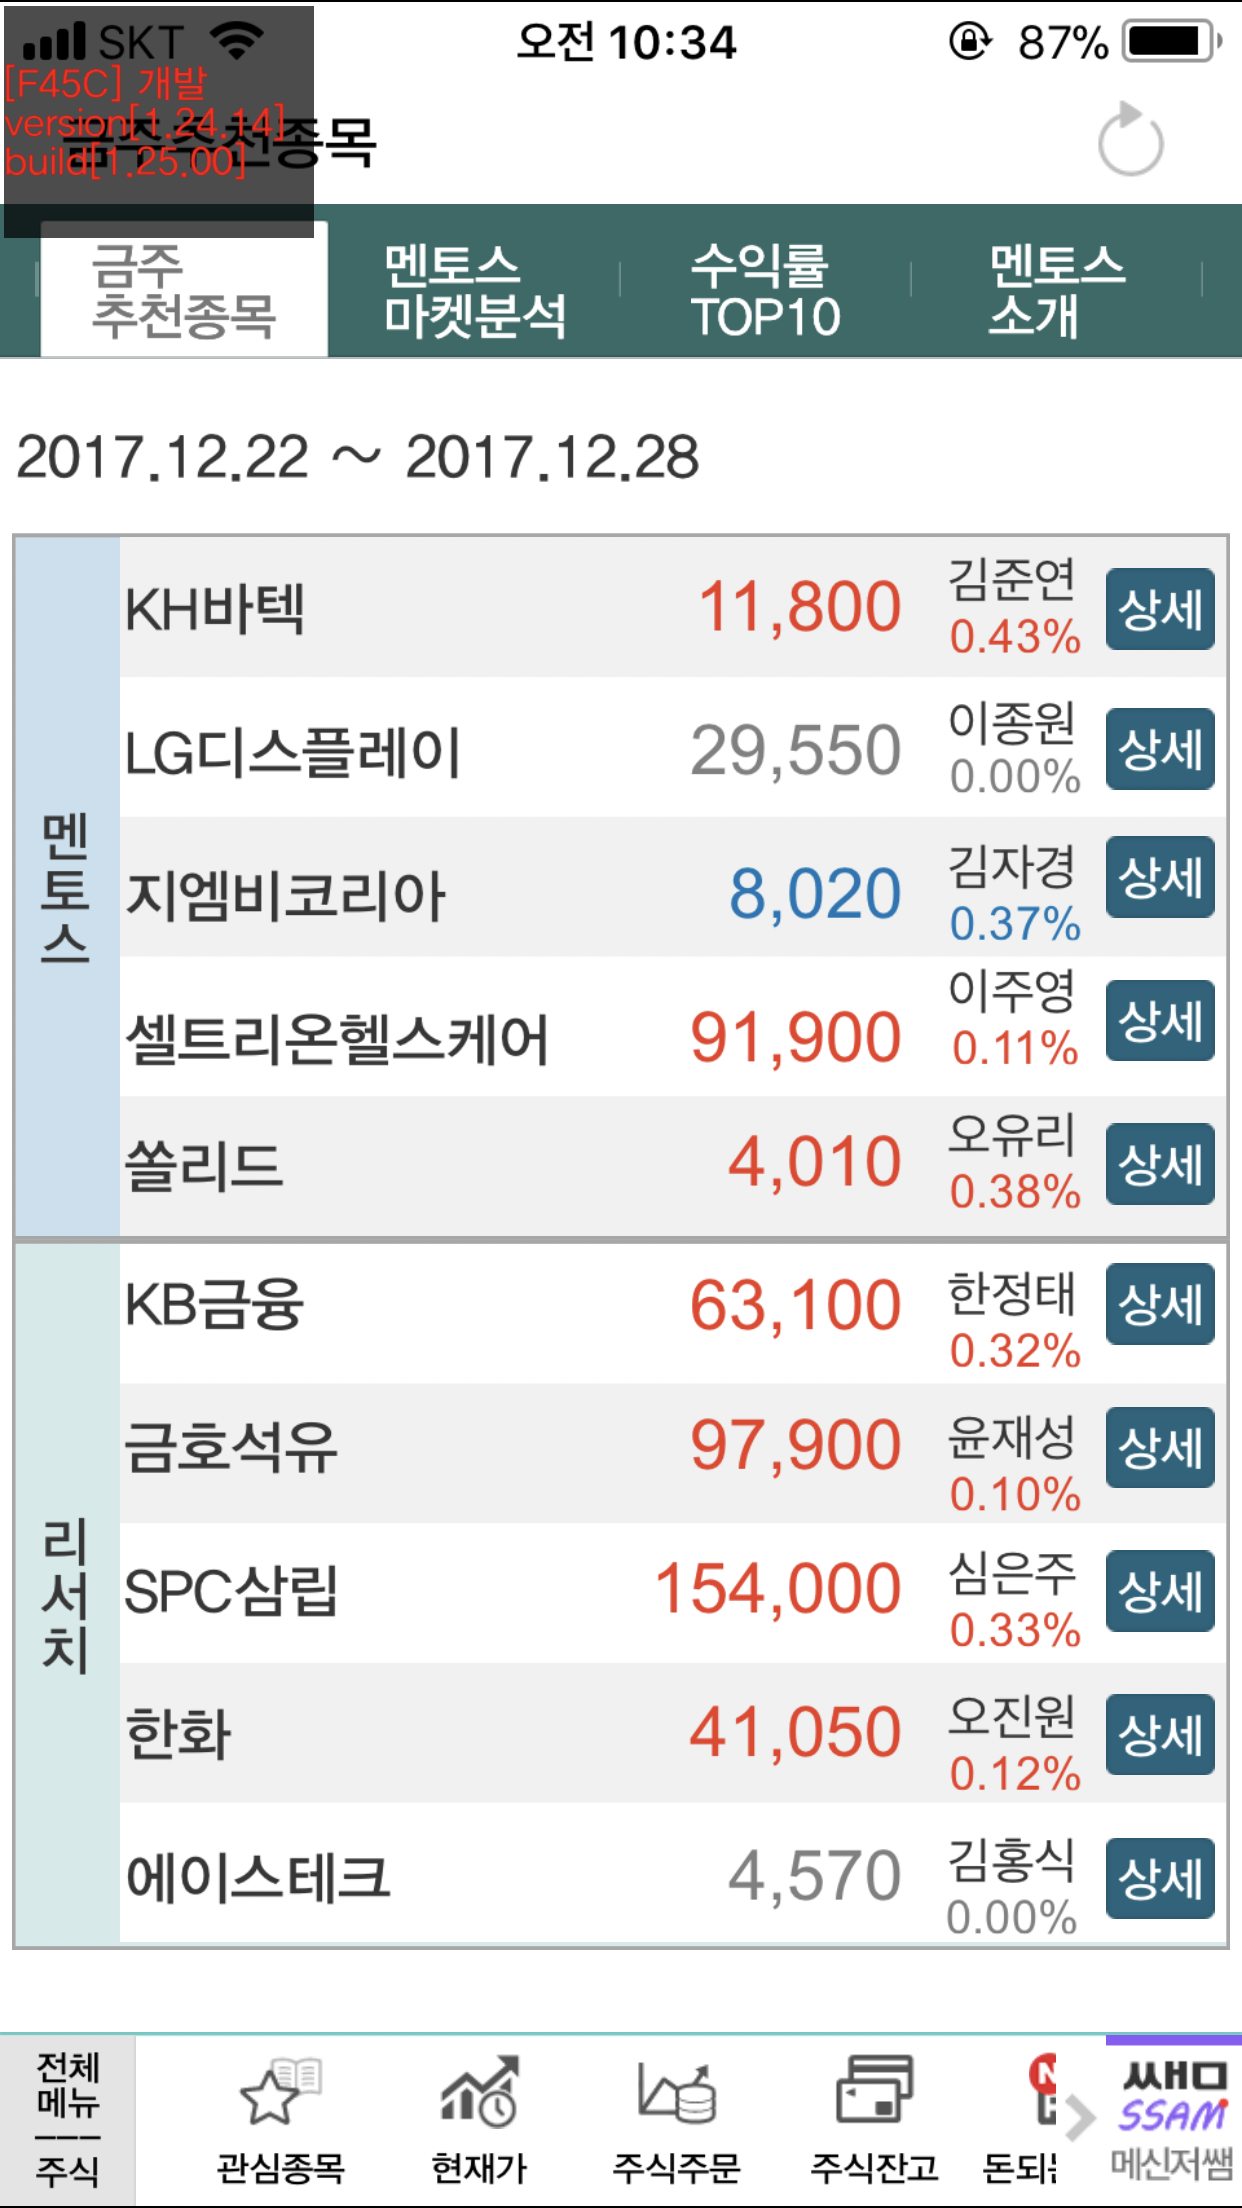 SKT 오전 10:34 87%
[F45C] 개발
version[1.24.14]
build[1.25.00]
금주추천종목
금주
추천종목
멘토스
마켓분석
수익률
TOP10
멘토스
소개
2017.12.22 ~ 2017.12.28
멘토스
KH바텍 11,800 김준연 0.43% 상세
LG디스플레이 29,550 이종원 0.00% 상세
지엠비코리아 8,020 김자경 0.37% 상세
셀트리온헬스케어 91,900 이주영 0.11% 상세
쏠리드 4,010 오유리 0.38% 상세
리서치
KB금융 63,100 한정태 0.32% 상세
금호석유 97,900 윤재성 0.10% 상세
SPC삼립 154,000 심은주 0.33% 상세
한화 41,050 오진원 0.12% 상세
에이스테크 4,570 김홍식 0.00% 상세
전체
메뉴
주식
관심종목
현재가
주식주문
주식잔고
N
돈되는
쌔ㅁ
SSAM
메신저쌤